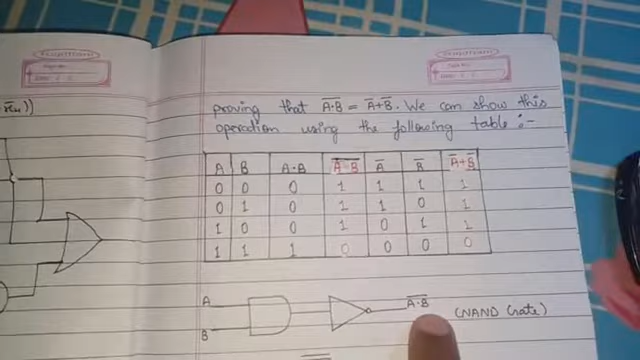 proving that A·B̅ = A̅+B̅. We can show this
operation using the following table :-
A B A·B A̅·̅B̅ A̅ B̅ A̅+B̅
0 0 0 1 1 1 1
0 1 0 1 1 0 1
1 0 0 1 0 1 1
1 1 1 0 0 0 0
A
A̅·̅B̅ (NAND Gate)
B